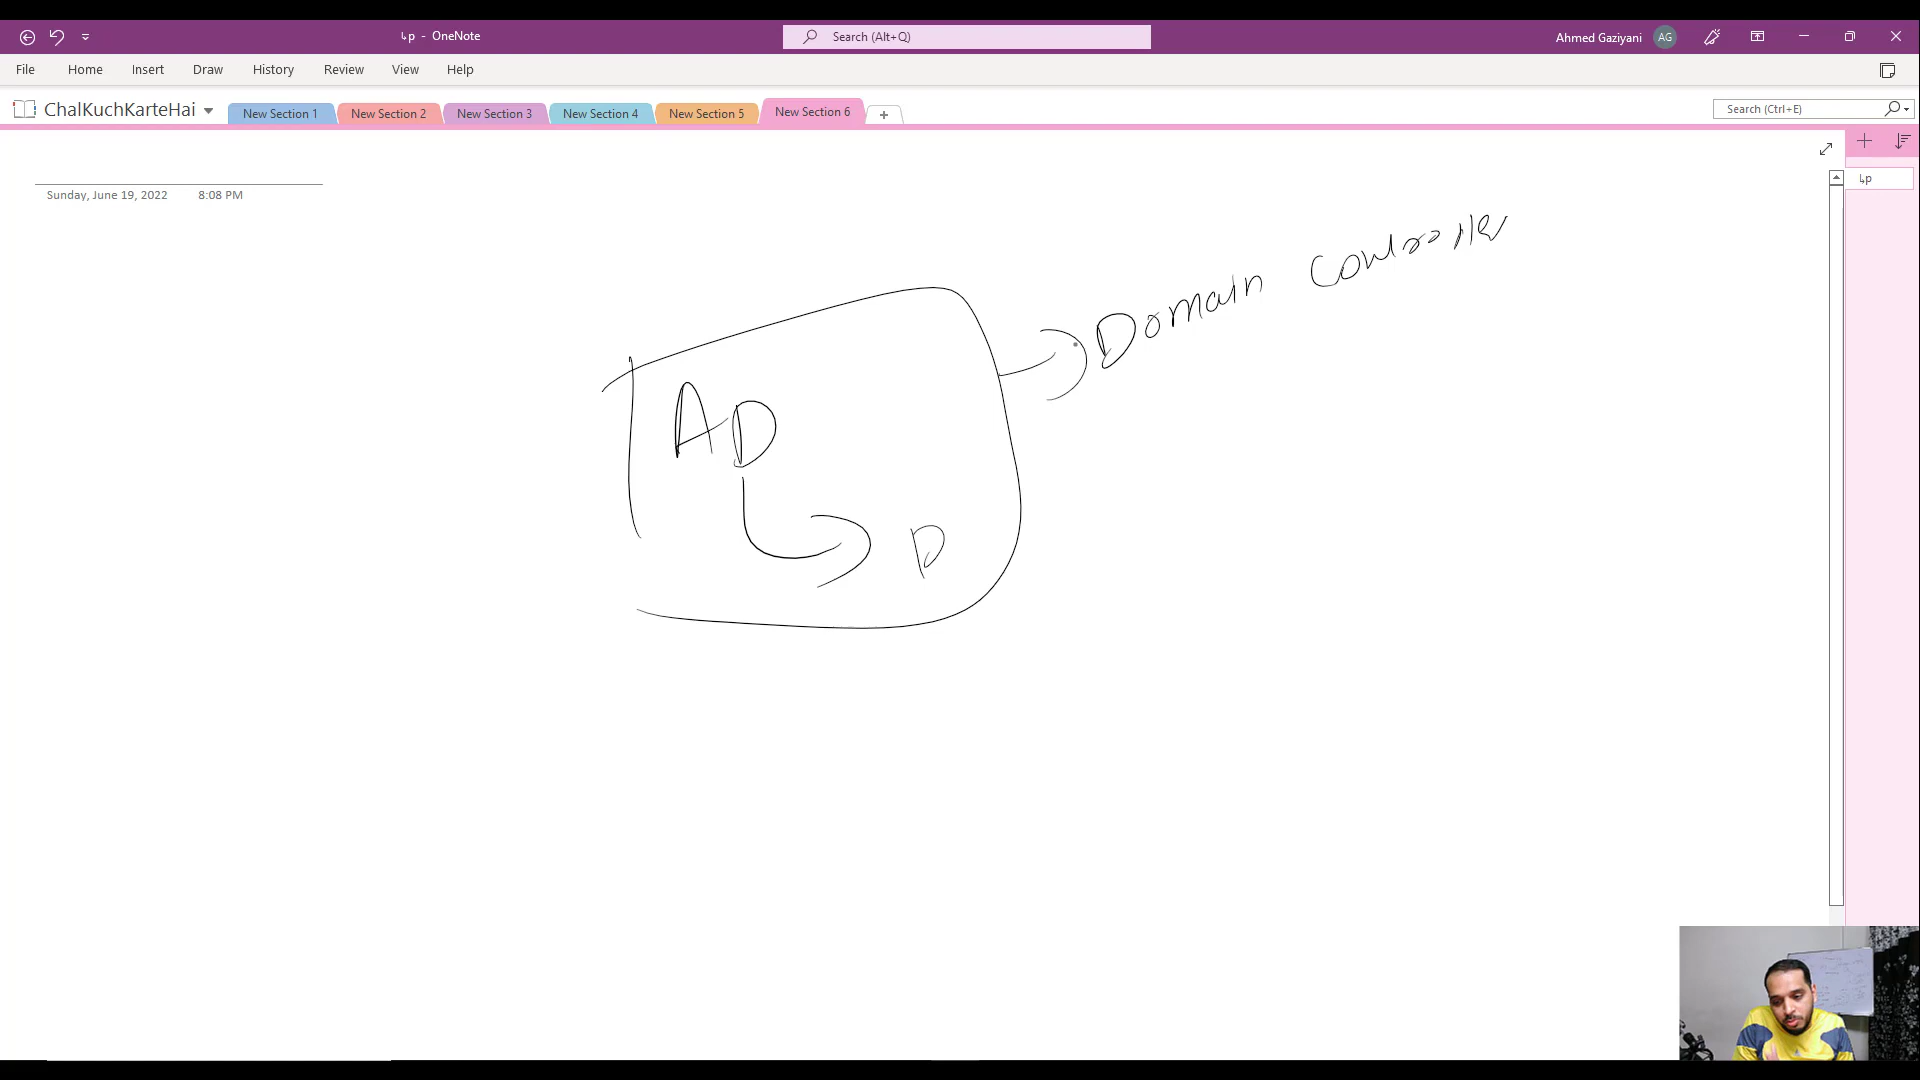 ↳p - OneNote
Search (Alt+Q)
Ahmed Gaziyani AG
File Home Insert Draw History Review View Help
ChalKuchKarteHai New Section 1 New Section 2 New Section 3 New Section 4 New Section 5 New Section 6
Search (Ctrl+E)
↳p
Sunday, June 19, 2022 8:08 PM
Domain Controller
AD
D